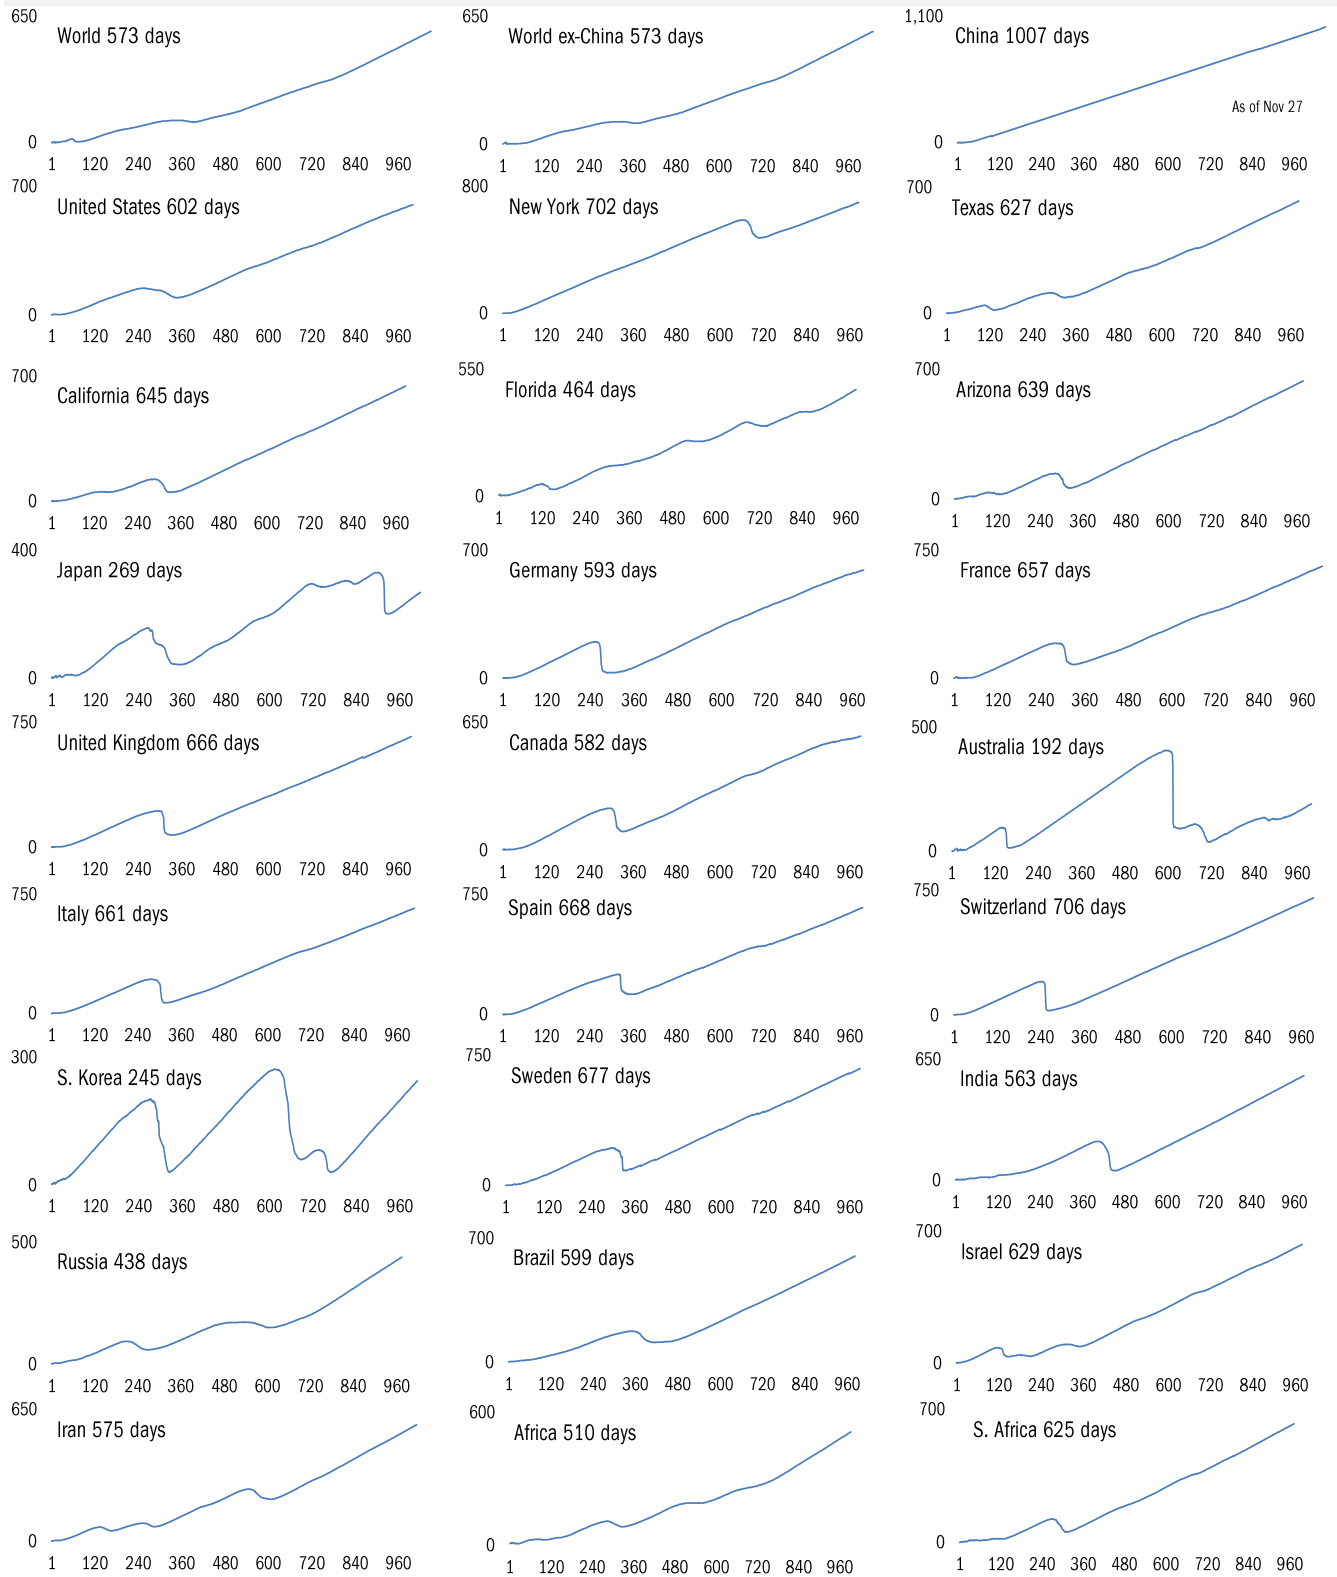 650
World 573 days
0
1 120 240 360 480 600 720 840 960
650
World ex-China 573 days
0
1 120 240 360 480 600 720 840 960
1,100
China 1007 days
As of Nov 27
0
1 120 240 360 480 600 720 840 960
700
United States 602 days
0
1 120 240 360 480 600 720 840 960
800
New York 702 days
0
1 120 240 360 480 600 720 840 960
700
Texas 627 days
0
1 120 240 360 480 600 720 840 960
700
California 645 days
0
1 120 240 360 480 600 720 840 960
550
Florida 464 days
0
1 120 240 360 480 600 720 840 960
700
Arizona 639 days
0
1 120 240 360 480 600 720 840 960
400
Japan 269 days
0
1 120 240 360 480 600 720 840 960
700
Germany 593 days
0
1 120 240 360 480 600 720 840 960
750
France 657 days
0
1 120 240 360 480 600 720 840 960
750
United Kingdom 666 days
0
1 120 240 360 480 600 720 840 960
650
Canada 582 days
0
1 120 240 360 480 600 720 840 960
500
Australia 192 days
0
1 120 240 360 480 600 720 840 960
750
Italy 661 days
0
1 120 240 360 480 600 720 840 960
750
Spain 668 days
0
1 120 240 360 480 600 720 840 960
750
Switzerland 706 days
0
1 120 240 360 480 600 720 840 960
300
S. Korea 245 days
0
1 120 240 360 480 600 720 840 960
750
Sweden 677 days
0
1 120 240 360 480 600 720 840 960
650
India 563 days
0
1 120 240 360 480 600 720 840 960
500
Russia 438 days
0
1 120 240 360 480 600 720 840 960
700
Brazil 599 days
0
1 120 240 360 480 600 720 840 960
700
Israel 629 days
0
1 120 240 360 480 600 720 840 960
650
Iran 575 days
0
1 120 240 360 480 600 720 840 960
600
Africa 510 days
0
1 120 240 360 480 600 720 840 960
700
S. Africa 625 days
0
1 120 240 360 480 600 720 840 960